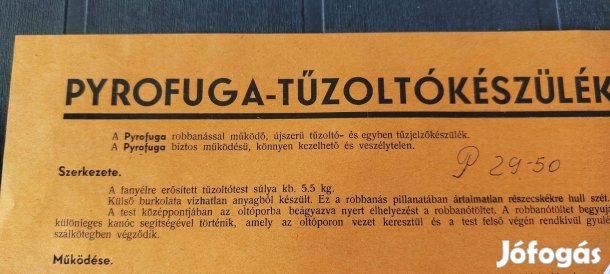 PYROFUGA-TŰZOLTÓKÉSZÜLÉK
A Pyrofuga robbanással működő, újszerű tűzoltó- és egyben tűzjelzőkészülék.
A Pyrofuga biztos működésű, könnyen kezelhető és veszélytelen.
P 29-50
Szerkezete.
A fanyélre erősített tűzoltótest súlya kb. 5.5 kg.
Külső burkolata vízhatlan anyagból készült. Ez a robbanás pillanatában ártalmatlan részecskékre hull szét.
A test középpontjában az oltóporba beágyazva nyert elhelyezést a robbanótöltet. A robbanótöltet begyuj
különleges kanóc segítségével történik, amely az oltóporon vezet keresztül és a test felső végén rendkívül gyule
szálkötegben végződik.
Működése.
Jófogás